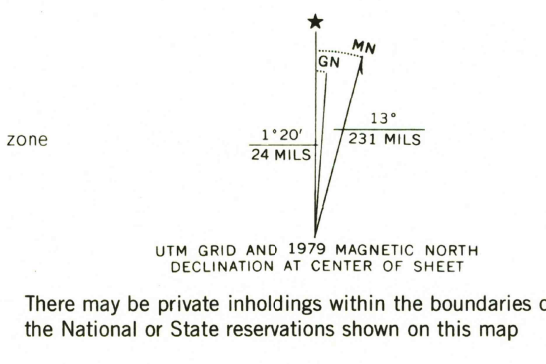 MN
GN
zone
1°20'
24 MILS
13°
231 MILS
UTM GRID AND 1979 MAGNETIC NORTH
DECLINATION AT CENTER OF SHEET
There may be private inholdings within the boundaries
the National or State reservations shown on this map